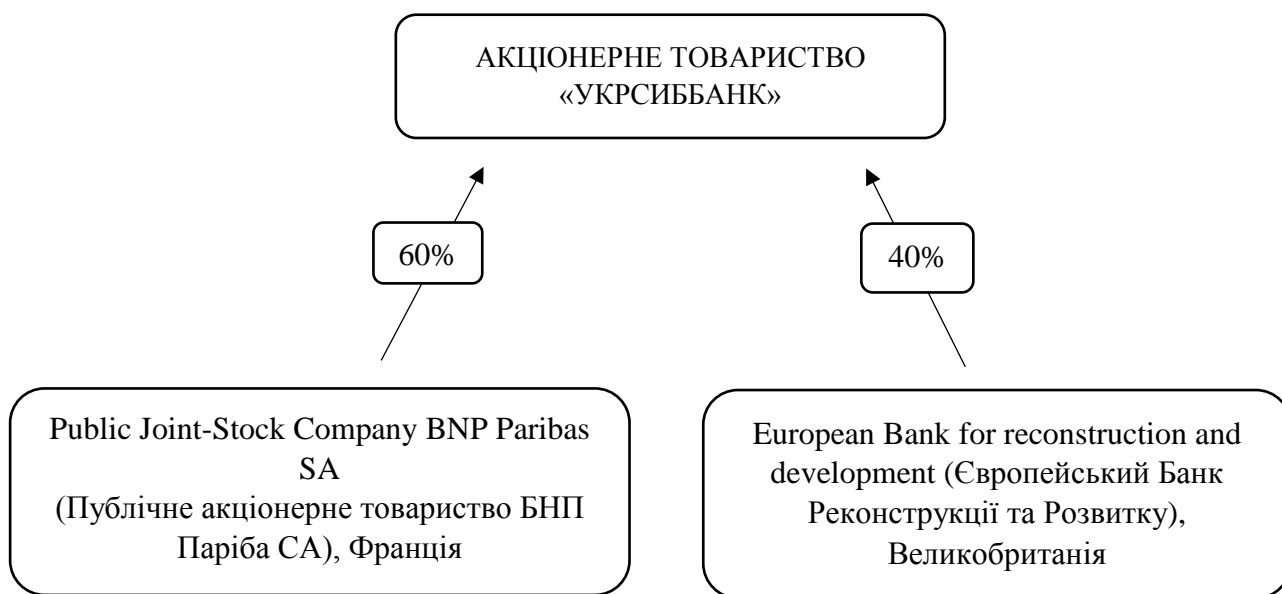 АКЦІОНЕРНЕ ТОВАРИСТВО
«УКРСИББАНК»
60%
40%
Public Joint-Stock Company BNP Paribas
SA
(Публічне акціонерне товариство БНП
Паріба СА), Франція
European Bank for reconstruction and
development (Європейський Банк
Реконструкції та Розвитку),
Великобританія